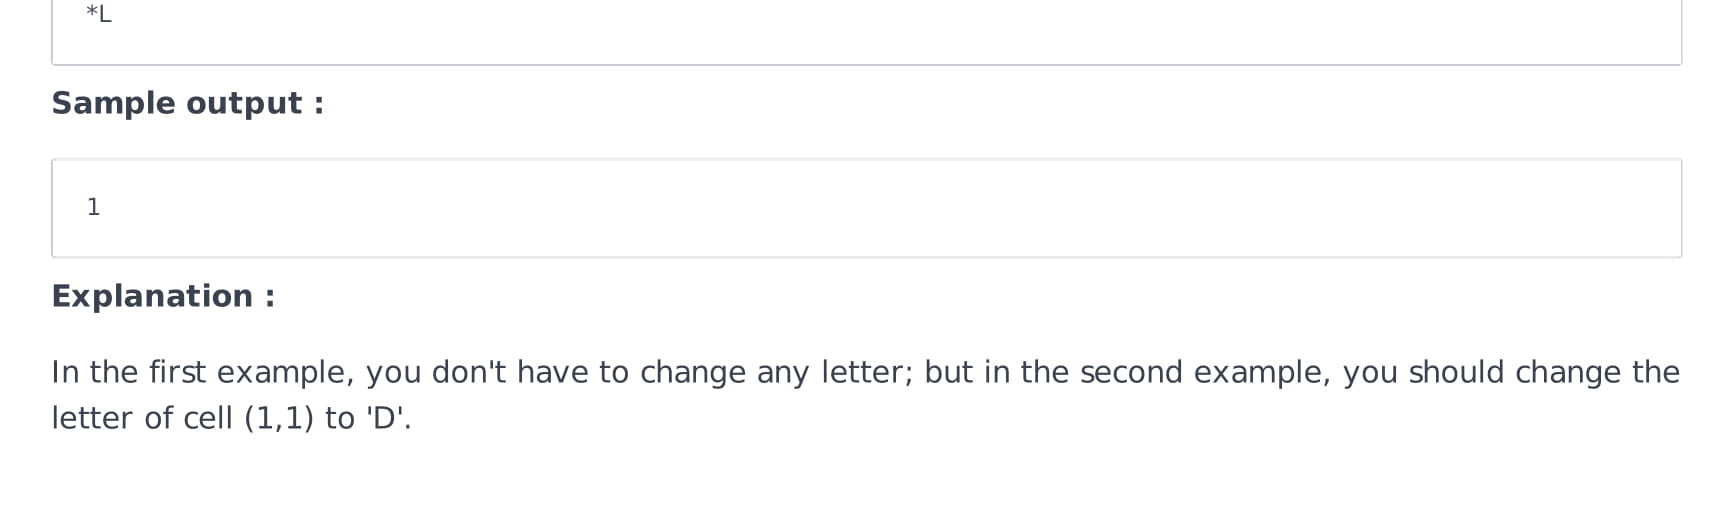 *L
Sample output :
1
Explanation :
In the first example, you don't have to change any letter; but in the second example, you should change the
letter of cell (1,1) to 'D'.